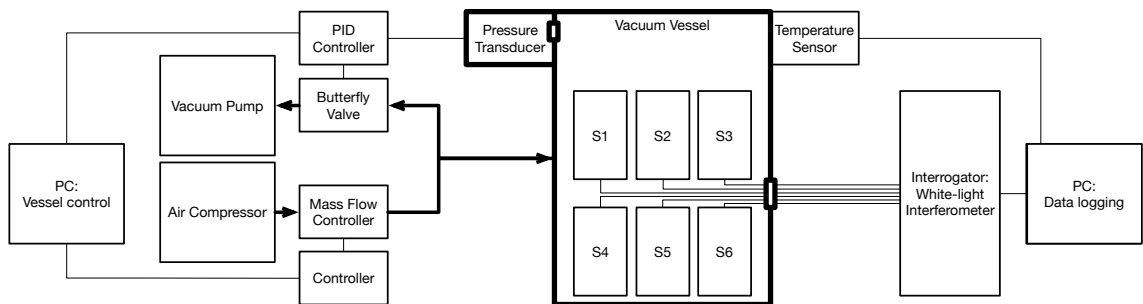 PID
Controller
Pressure
Transducer
Vacuum Vessel
Temperature
Sensor
Vacuum Pump
Butterfly
Valve
S1
S2
S3
PC:
Vessel control
Air Compressor
Mass Flow
Controller
Interrogator:
White-light
Interferometer
PC:
Data logging
S4
S5
S6
Controller